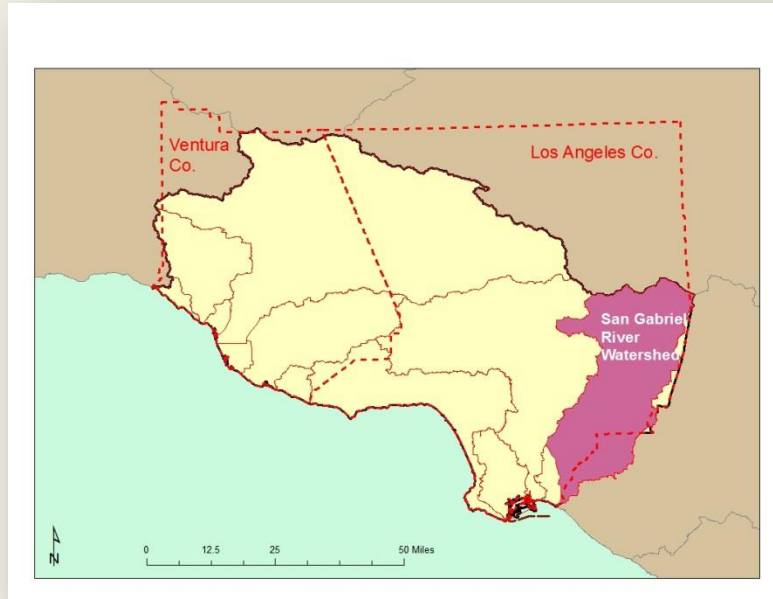 Ventura
Co.
Los Angeles Co.
San Gabriel
River
Watershed
N
0 12.5 25 50 Miles